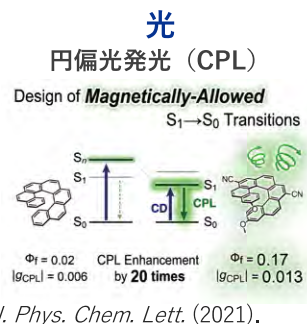 光
円偏光発光（CPL）
Design of Magnetically-Allowed
S₁→S₀ Transitions
Sₙ
S₁
S₀
CD
CPL
S₁
S₀
NC
CN
O
Φf = 0.02
|gCPL| = 0.006
CPL Enhancement
by 20 times
Φf = 0.17
|gCPL| = 0.013
. Phys. Chem. Lett. (2021).